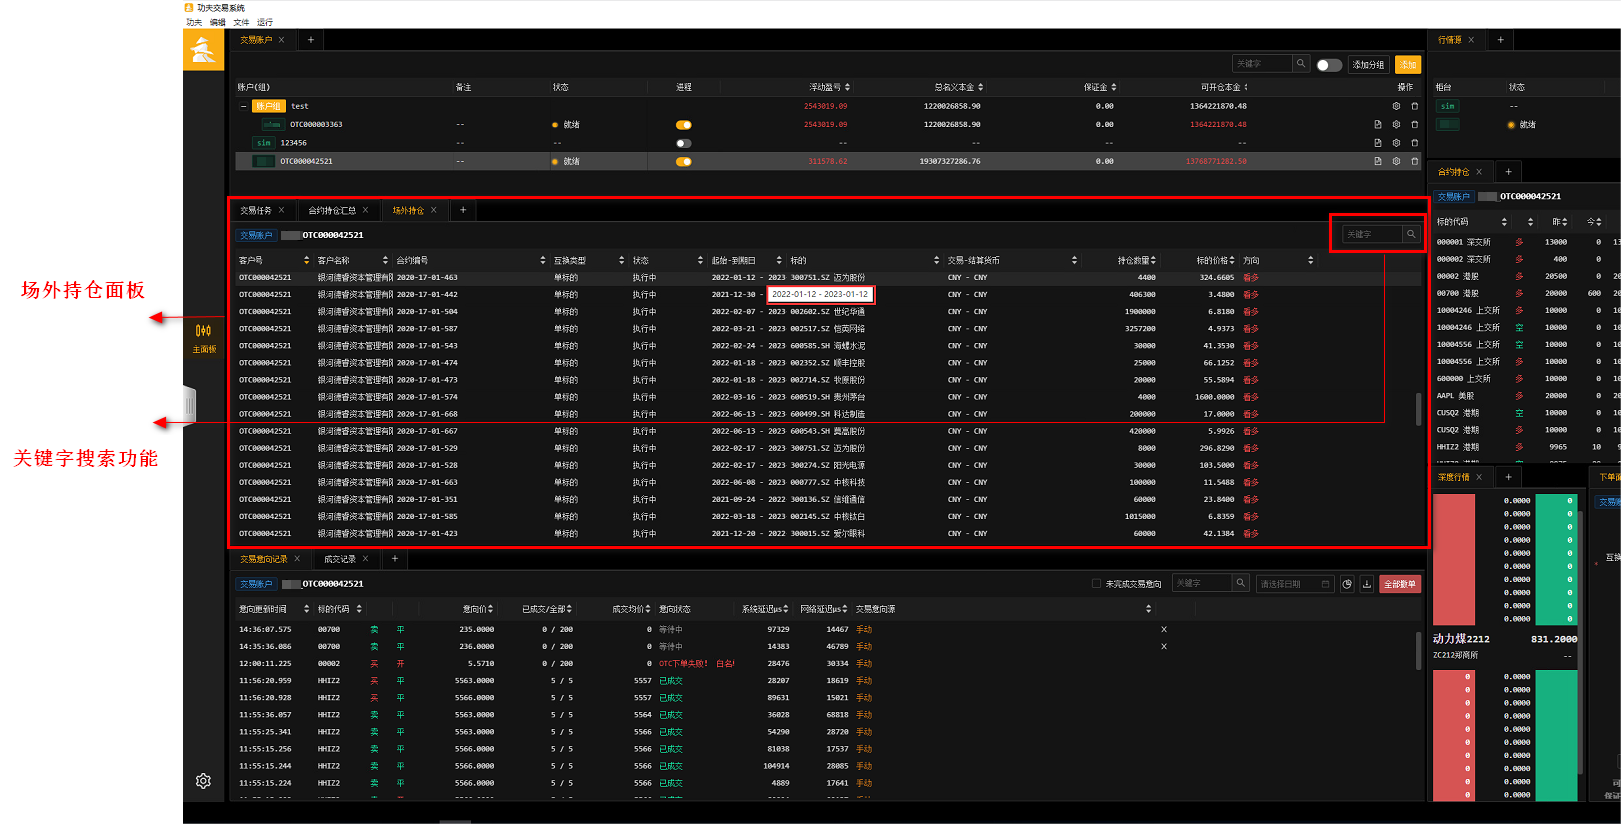 功夫交易系统
功夫 编辑 文件 运行
交易账户 × +
行情源 × +
关键字 添加分组 添加
账户(组) 备注 状态 进程 浮动盈亏 总名义本金 保证金 可开仓本金 操作
柜台 状态
账户组 test 2543019.09 1220026858.90 0.00 1364221870.48
sim --
OTC000003363 -- 就绪 2543019.09 1220026858.90 0.00 1364221870.48
就绪
sim 123456 -- -- -- -- -- --
OTC000042521 -- 就绪 311578.62 19307327286.76 0.00 13768771282.50
合约持仓 × +
交易账户 OTC000042521
标的代码 昨 今
000001 深交所 多 13000 0
000002 深交所 多 400 0
00002 港股 多 20500 0
00700 港股 多 20000 600
10004246 上交所 多 10000 0
10004246 上交所 空 10000 0
10004556 上交所 空 10000 0
10004556 上交所 多 10000 0
600000 上交所 多 10000 0
AAPL 美股 多 20000 0
CUSQ2 港期 空 10000 0
CUSQ2 港期 多 10000 0
HHIZ2 港期 多 9965 10
交易任务 × 合约持仓汇总 × 场外持仓 × +
交易账户 OTC000042521
关键字
客户号 客户名称 合约编号 互换类型 状态 起始-到期日 标的 交易-结算货币 持仓数量 标的价格 方向
OTC000042521 银河德睿资本管理有限 2020-17-01-463 单标的 执行中 2022-01-12 - 2023 300751.SZ 迈为股份 CNY - CNY 4400 324.6605 看多
OTC000042521 银河德睿资本管理有限 2020-17-01-442 单标的 执行中 2021-12-30 - 2022-01-12 - 2023-01-12 CNY - CNY 406300 3.4800 看多
OTC000042521 银河德睿资本管理有限 2020-17-01-504 单标的 执行中 2022-02-07 - 2023 002602.SZ 世纪华通 CNY - CNY 1900000 6.8180 看多
OTC000042521 银河德睿资本管理有限 2020-17-01-587 单标的 执行中 2022-03-21 - 2023 002517.SZ 恺英网络 CNY - CNY 3257200 4.9373 看多
OTC000042521 银河德睿资本管理有限 2020-17-01-543 单标的 执行中 2022-02-24 - 2023 600585.SH 海螺水泥 CNY - CNY 30000 41.3530 看多
OTC000042521 银河德睿资本管理有限 2020-17-01-474 单标的 执行中 2022-01-18 - 2023 002352.SZ 顺丰控股 CNY - CNY 25000 66.1252 看多
OTC000042521 银河德睿资本管理有限 2020-17-01-473 单标的 执行中 2022-01-18 - 2023 002714.SZ 牧原股份 CNY - CNY 20000 55.5894 看多
OTC000042521 银河德睿资本管理有限 2020-17-01-574 单标的 执行中 2022-03-16 - 2023 600519.SH 贵州茅台 CNY - CNY 4000 1600.0000 看多
OTC000042521 银河德睿资本管理有限 2020-17-01-668 单标的 执行中 2022-06-13 - 2023 600499.SH 科达制造 CNY - CNY 200000 17.0000 看多
OTC000042521 银河德睿资本管理有限 2020-17-01-667 单标的 执行中 2022-06-13 - 2023 600543.SH 莫高股份 CNY - CNY 420000 5.9926 看多
OTC000042521 银河德睿资本管理有限 2020-17-01-529 单标的 执行中 2022-02-17 - 2023 300751.SZ 迈为股份 CNY - CNY 8000 296.8290 看多
OTC000042521 银河德睿资本管理有限 2020-17-01-528 单标的 执行中 2022-02-17 - 2023 300274.SZ 阳光电源 CNY - CNY 30000 103.5000 看多
OTC000042521 银河德睿资本管理有限 2020-17-01-663 单标的 执行中 2022-06-08 - 2023 000777.SZ 中核科技 CNY - CNY 100000 11.5488 看多
OTC000042521 银河德睿资本管理有限 2020-17-01-351 单标的 执行中 2021-09-24 - 2022 300136.SZ 信维通信 CNY - CNY 60000 23.8400 看多
OTC000042521 银河德睿资本管理有限 2020-17-01-585 单标的 执行中 2022-03-18 - 2023 002145.SZ 中核钛白 CNY - CNY 1015000 6.8359 看多
OTC000042521 银河德睿资本管理有限 2020-17-01-423 单标的 执行中 2021-12-20 - 2022 300015.SZ 爱尔眼科 CNY - CNY 60000 42.1384 看多
场外持仓面板
主面板
关键字搜索功能
交易意向记录 × 成交记录 × +
交易账户 OTC000042521
未完成交易意向 关键字 请选择日期 全部撤单
意向更新时间 标的代码 意向价 已成交/全部 成交均价 意向状态 系统延迟μs 网络延迟μs 交易意向源
14:36:07.575 00700 卖 平 235.0000 0 / 200 0 等待中 97329 14467 手动 X
14:35:36.086 00700 卖 平 236.0000 0 / 200 0 等待中 14383 46789 手动 X
12:00:11.225 00002 买 开 5.5710 0 / 200 0 OTC下单失败! 白名 28476 30334 手动
11:56:20.959 HHIZ2 买 平 5563.0000 5 / 5 5557 已成交 28207 18619 手动
11:56:20.928 HHIZ2 买 平 5566.0000 5 / 5 5557 已成交 89631 15021 手动
11:55:36.057 HHIZ2 卖 平 5563.0000 5 / 5 5564 已成交 36028 68818 手动
11:55:25.341 HHIZ2 卖 平 5563.0000 5 / 5 5566 已成交 54290 28720 手动
11:55:15.256 HHIZ2 卖 平 5566.0000 5 / 5 5566 已成交 81038 17537 手动
11:55:15.244 HHIZ2 卖 平 5566.0000 5 / 5 5566 已成交 104914 28085 手动
11:55:15.224 HHIZ2 卖 平 5566.0000 5 / 5 5566 已成交 4889 17641 手动
深度行情 × +
下单面
交易账
0.0000 0
0.0000 0
0.0000 0
0.0000 0
0.0000 0
互换
0.0000 0
0.0000 0
0.0000 0
0.0000 0
0.0000 0
动力煤2212 831.2000
ZC212郑商所 --
0 0.0000
0 0.0000
0 0.0000
0 0.0000
0 0.0000
0 0.0000
0 0.0000
0 0.0000
0 0.0000
0 0.0000
可
保证